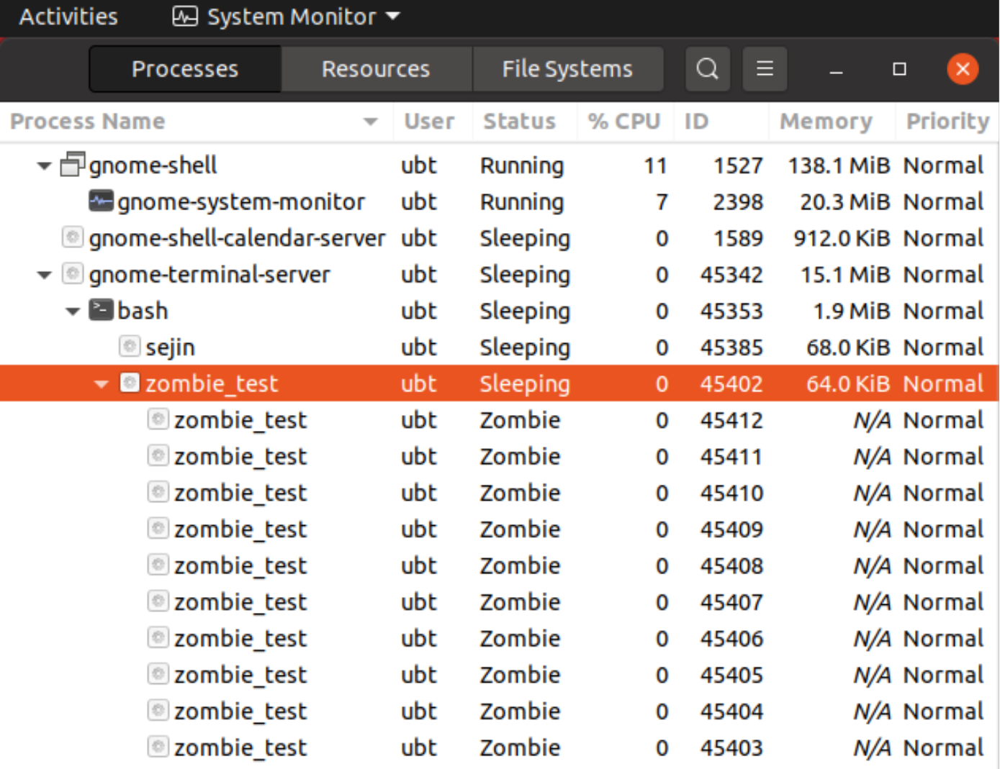 Activities System Monitor
Processes Resources File Systems
Process Name User Status % CPU ID Memory Priority
gnome-shell ubt Running 11 1527 138.1 MiB Normal
gnome-system-monitor ubt Running 7 2398 20.3 MiB Normal
gnome-shell-calendar-server ubt Sleeping 0 1589 912.0 KiB Normal
gnome-terminal-server ubt Sleeping 0 45342 15.1 MiB Normal
bash ubt Sleeping 0 45353 1.9 MiB Normal
sejin ubt Sleeping 0 45385 68.0 KiB Normal
zombie_test ubt Sleeping 0 45402 64.0 KiB Normal
zombie_test ubt Zombie 0 45412 N/A Normal
zombie_test ubt Zombie 0 45411 N/A Normal
zombie_test ubt Zombie 0 45410 N/A Normal
zombie_test ubt Zombie 0 45409 N/A Normal
zombie_test ubt Zombie 0 45408 N/A Normal
zombie_test ubt Zombie 0 45407 N/A Normal
zombie_test ubt Zombie 0 45406 N/A Normal
zombie_test ubt Zombie 0 45405 N/A Normal
zombie_test ubt Zombie 0 45404 N/A Normal
zombie_test ubt Zombie 0 45403 N/A Normal